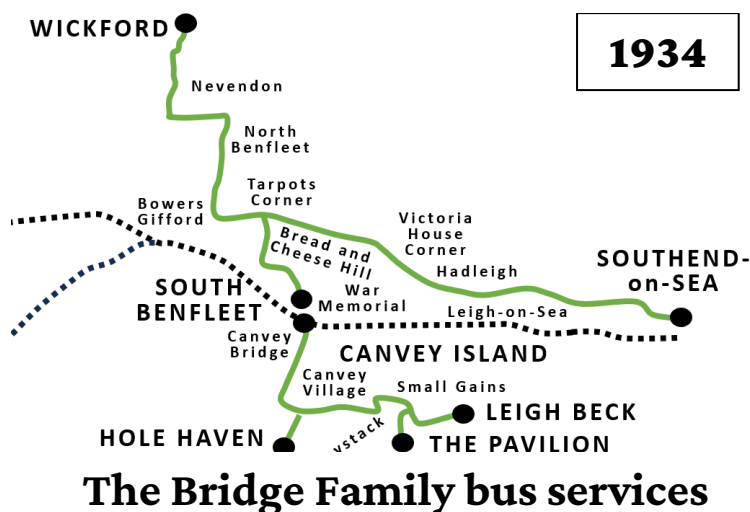 WICKFORD
1934
Nevendon
North
Benfleet
Tarpots
Corner
Bowers
Gifford
Victoria
House
Corner
Bread and
Cheese Hill
Hadleigh
SOUTHEND-
on-SEA
SOUTH
BENFLEET
War
Memorial
Leigh-on-Sea
Canvey
Bridge
CANVEY ISLAND
Canvey
Village
Small Gains
LEIGH BECK
HOLE HAVEN
ystack
THE PAVILION
The Bridge Family bus services